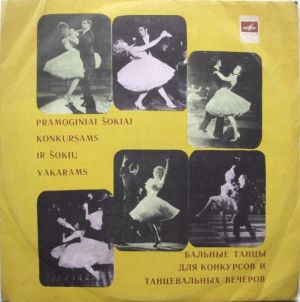 PRAMOGINIAI ŠOKIAI
KONKURSAMS
IR ŠOKIŲ
VAKARAMS
БАЛЬНЫЕ ТАНЦЫ
ДЛЯ КОНКУРСОВ И
ТАНЦЕВАЛЬНЫХ ВЕЧЕРОВ